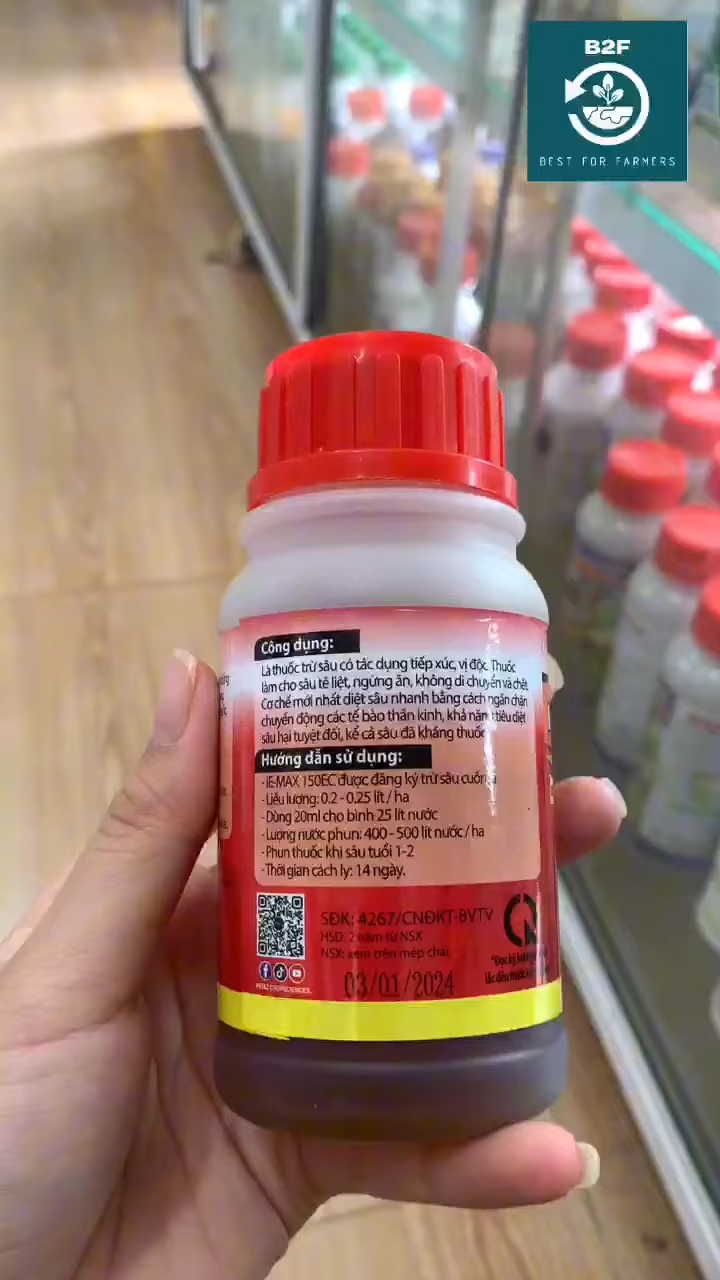 B2F
BEST FOR FARMERS
Công dụng:
Là thuốc trừ sâu có tác dụng tiếp xúc, vị độc. Thuốc
làm cho sâu tê liệt, ngừng ăn, không di chuyển và chết.
Cơ chế mới nhất diệt sâu nhanh bằng cách ngăn chặn
chuyển động các tế bào thần kinh, khả năng tiêu diệt
sâu hại tuyệt đối, kể cả sâu đã kháng thuốc
Hướng dẫn sử dụng:
- IE-MAX 150EC được đăng ký trừ sâu cuốn
- Liều lượng: 0.2 - 0.25 lít / ha
- Dùng 20ml cho bình 25 lít nước
- Lượng nước phun: 400 - 500 lít nước / ha
- Phun thuốc khi sâu tuổi 1-2
- Thời gian cách ly: 14 ngày.
SĐK: 4267/CNĐKT-BVTV
HSD: 2 năm từ NSX
NSX: xem trên mép chai
03/01/2024
"Đọc kỹ
lắc đều